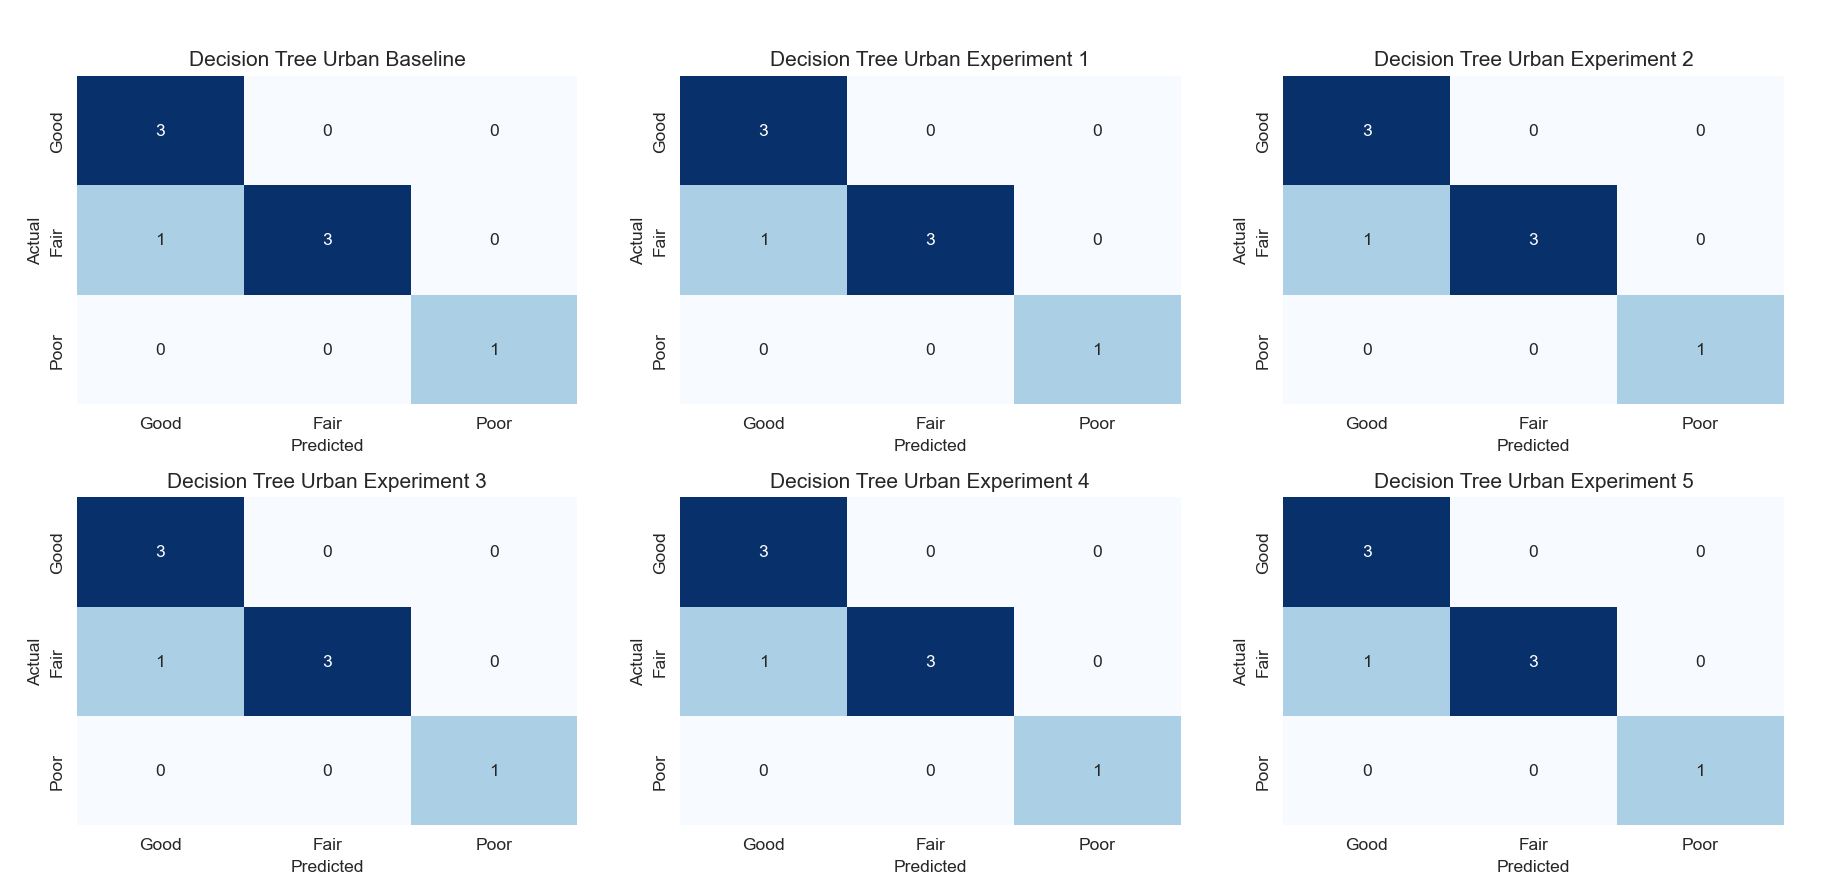 Decision Tree Urban Baseline
Good
3 0 0
Actual
Fair
1 3 0
Poor
0 0 1
Good Fair Poor
Predicted
Decision Tree Urban Experiment 1
Good
3 0 0
Actual
Fair
1 3 0
Poor
0 0 1
Good Fair Poor
Predicted
Decision Tree Urban Experiment 2
Good
3 0 0
Actual
Fair
1 3 0
Poor
0 0 1
Good Fair Poor
Predicted
Decision Tree Urban Experiment 3
Good
3 0 0
Actual
Fair
1 3 0
Poor
0 0 1
Good Fair Poor
Predicted
Decision Tree Urban Experiment 4
Good
3 0 0
Actual
Fair
1 3 0
Poor
0 0 1
Good Fair Poor
Predicted
Decision Tree Urban Experiment 5
Good
3 0 0
Actual
Fair
1 3 0
Poor
0 0 1
Good Fair Poor
Predicted